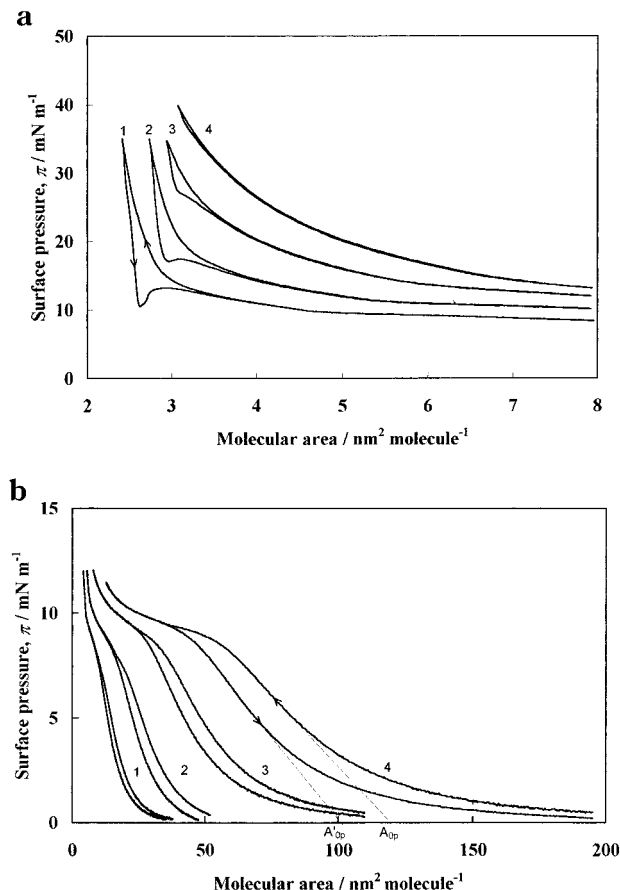 a
50
40
30
20
10
0
Surface pressure, π / mN m⁻¹
1 2 3 4
2 3 4 5 6 7 8
Molecular area / nm² molecule⁻¹
b
15
10
5
0
Surface pressure, π / mN m⁻¹
1 2 3 4
A'₀ₚ A₀ₚ
0 50 100 150 200
Molecular area / nm² molecule⁻¹